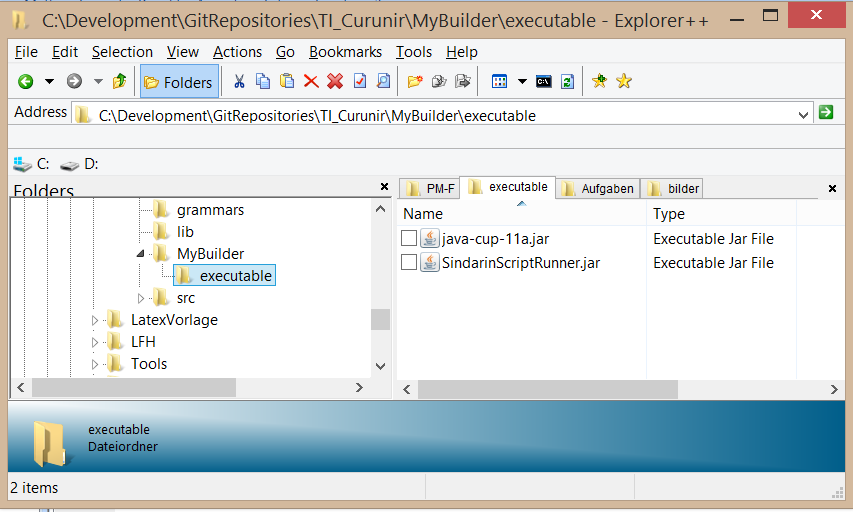 C:\Development\GitRepositories\TI_Curunir\MyBuilder\executable - Explorer++
File Edit Selection View Actions Go Bookmarks Tools Help
Folders
Address C:\Development\GitRepositories\TI_Curunir\MyBuilder\executable
C: D:
Folders
grammars
lib
MyBuilder
executable
src
LatexVorlage
LFH
Tools
PM-F executable Aufgaben bilder
Name Type
java-cup-11a.jar Executable Jar File
SindarinScriptRunner.jar Executable Jar File
executable
Dateiordner
2 items